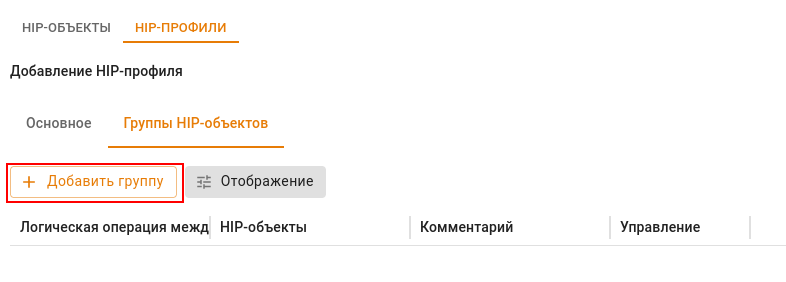 HIP-ОБЪЕКТЫ HIP-ПРОФИЛИ
Добавление HIP-профиля
Основное Группы HIP-объектов
Добавить группу Отображение
Логическая операция межд HIP-объекты Комментарий Управление